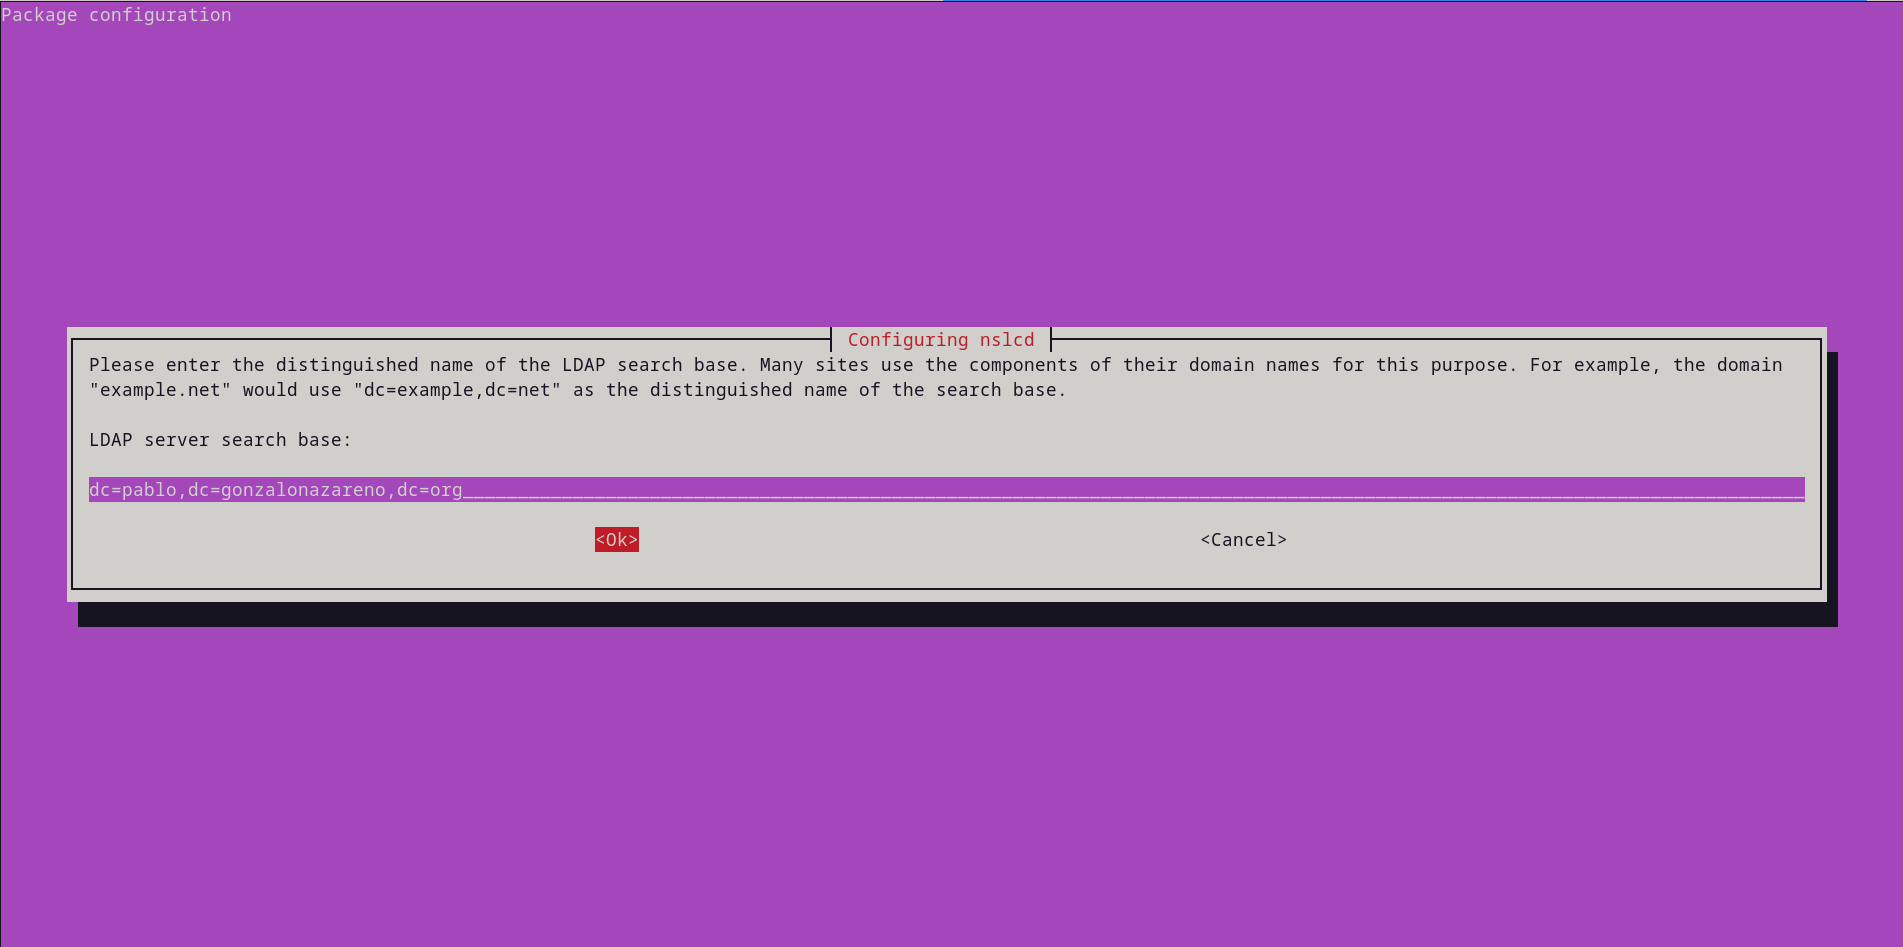 Package configuration
Configuring nslcd
Please enter the distinguished name of the LDAP search base. Many sites use the components of their domain names for this purpose. For example, the domain
"example.net" would use "dc=example,dc=net" as the distinguished name of the search base.
LDAP server search base:
dc=pablo,dc=gonzalonazareno,dc=org
<Ok> <Cancel>